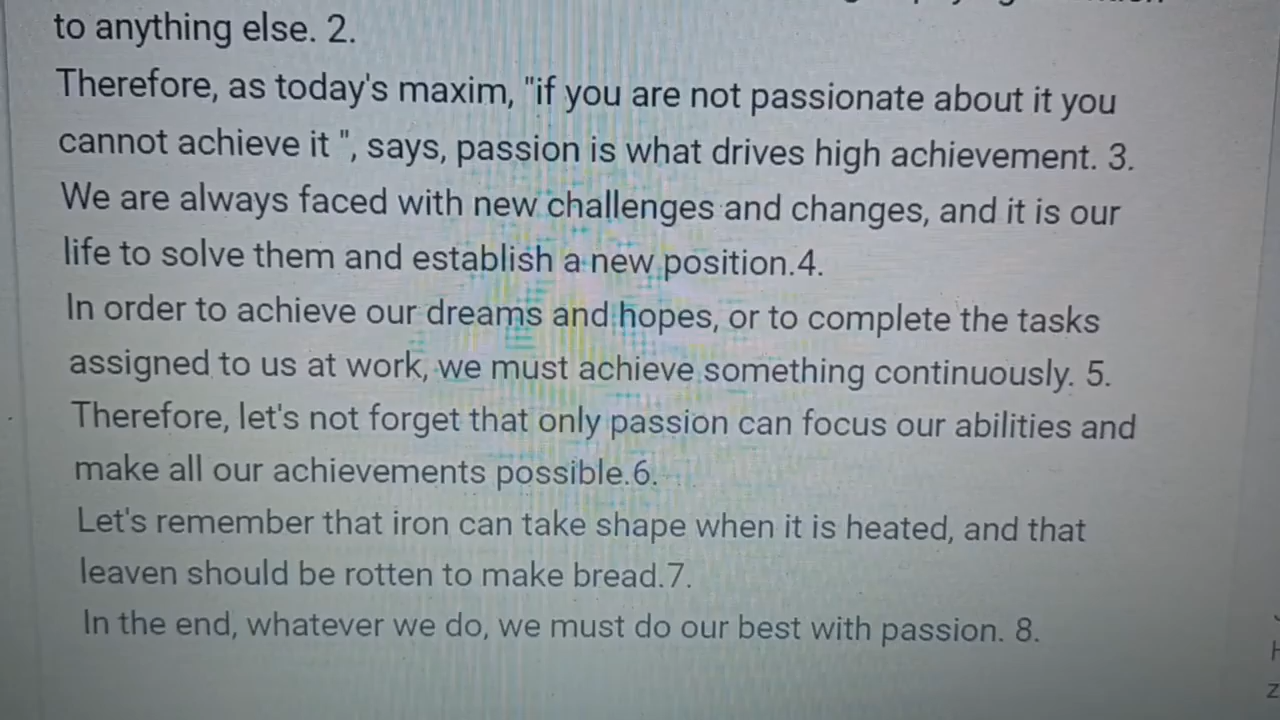 to anything else. 2.
Therefore, as today's maxim, "if you are not passionate about it you
cannot achieve it ", says, passion is what drives high achievement. 3.
We are always faced with new challenges and changes, and it is our
life to solve them and establish a new position.4.
In order to achieve our dreams and hopes, or to complete the tasks
assigned to us at work, we must achieve something continuously. 5.
Therefore, let's not forget that only passion can focus our abilities and
make all our achievements possible.6.
Let's remember that iron can take shape when it is heated, and that
leaven should be rotten to make bread.7.
In the end, whatever we do, we must do our best with passion. 8.